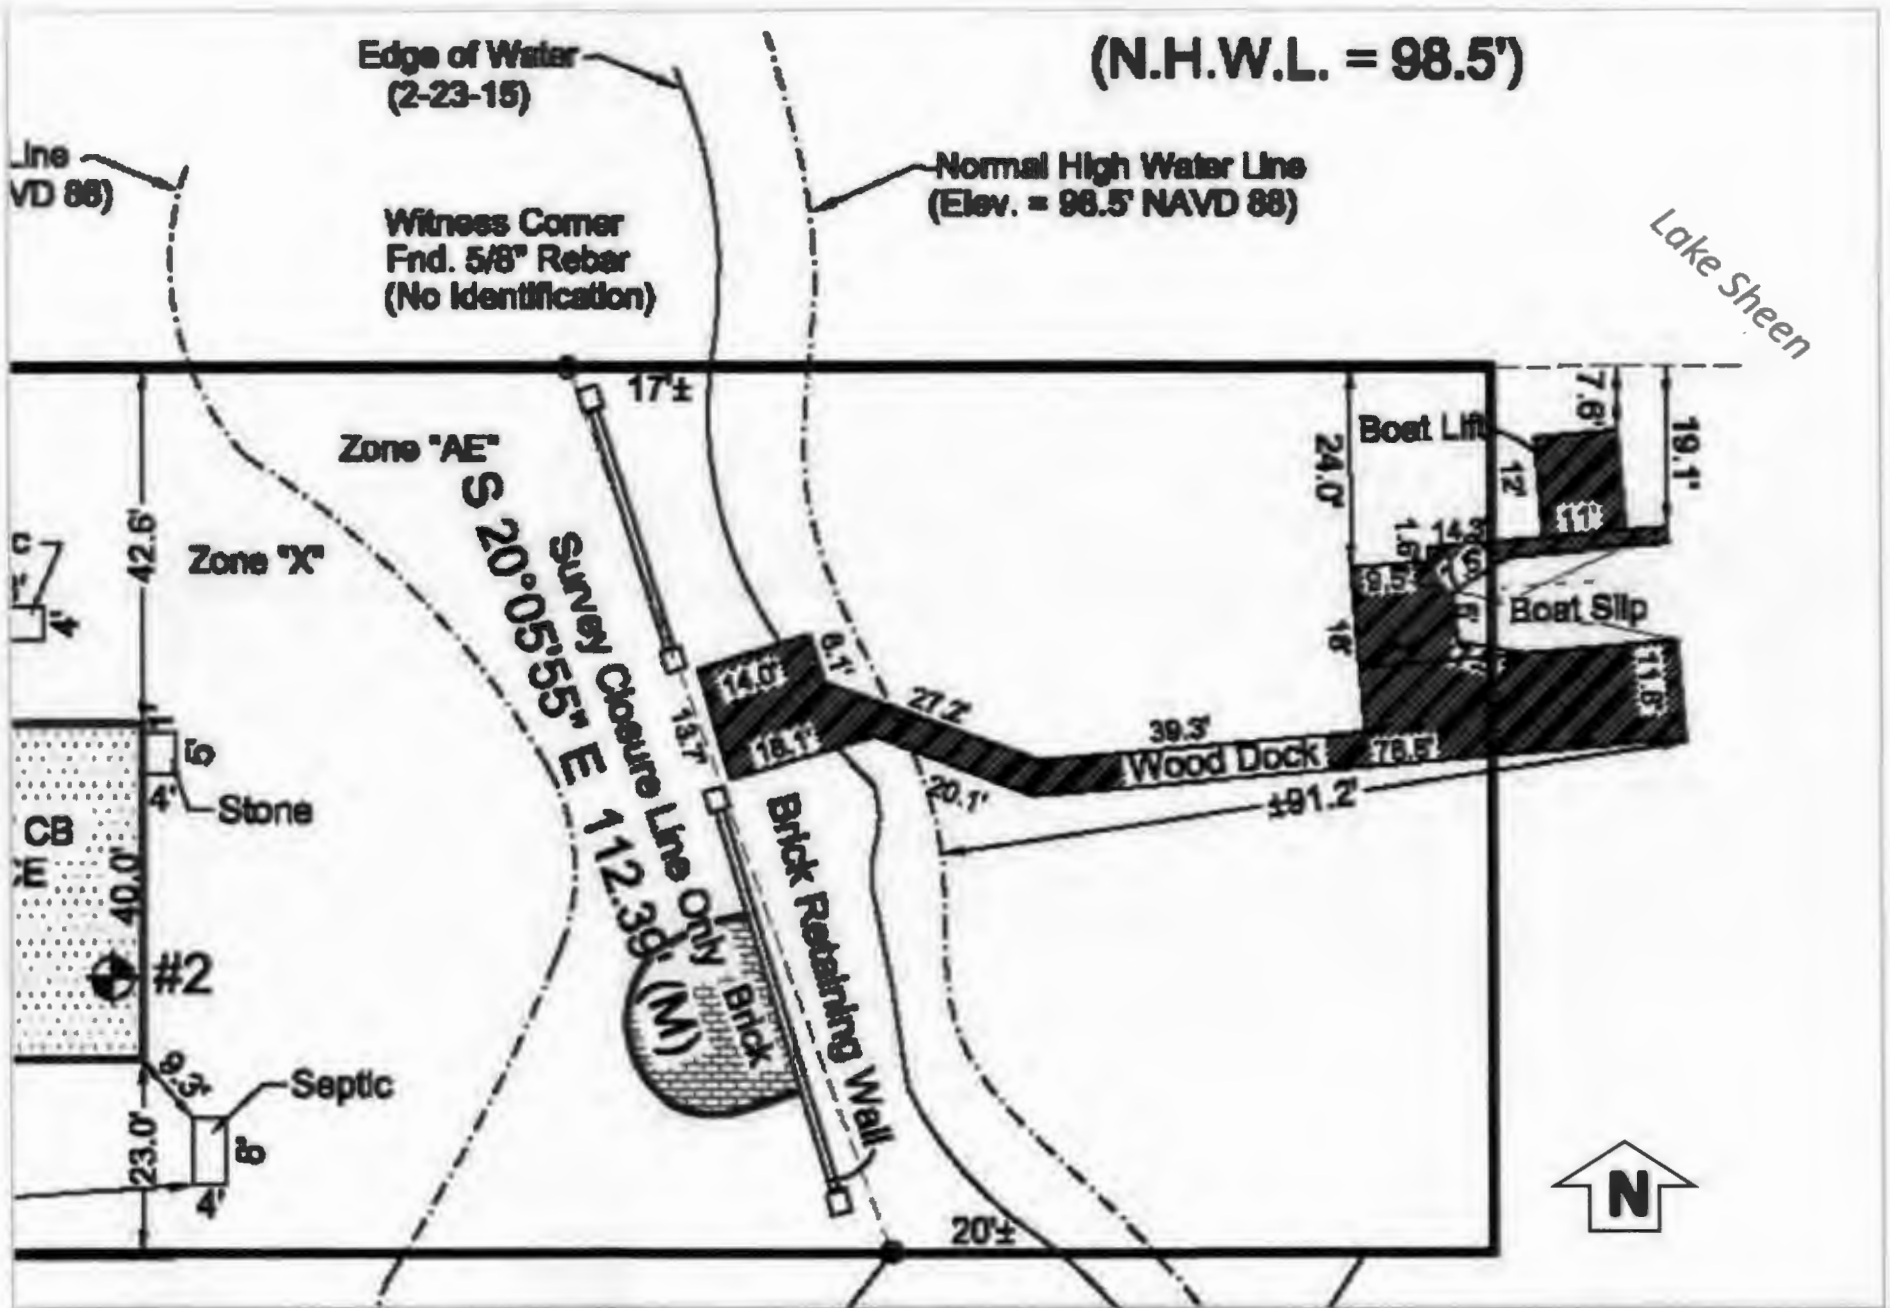 Edge of Water
(2-23-15)
(N.H.W.L. = 98.5')
Line
VD 88)
Normal High Water Line
(Elev. = 98.5' NAVD 88)
Witness Corner
Fnd. 5/8" Rebar
(No Identification)
Lake Sheen
17'±
7.6'
19.1'
Boat Lift
24.0'
12'
11'
Zone "AE"
42.6'
Zone "X"
C
4'
S 20°05'55" E 112.39' (M)
Survey Closure Line Only
14.3'
1.6'
9.5'
Boat Slip
18'
11.8'
14.0'
8.1'
13.7'
18.1'
27.2'
20.1'
39.3'
Wood Dock
±91.2'
1'
5'
4'
Stone
CB
40.0'
#2
Brick Retaining Wall
Brick
9.3'
Septic
8'
4'
23.0'
20'±
N